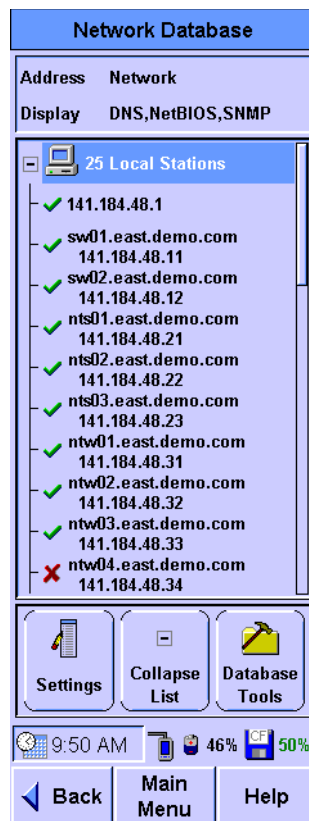 Network Database
Address Network
Display DNS,NetBIOS,SNMP
25 Local Stations
141.184.48.1
sw01.east.demo.com
141.184.48.11
sw02.east.demo.com
141.184.48.12
nts01.east.demo.com
141.184.48.21
nts02.east.demo.com
141.184.48.22
nts03.east.demo.com
141.184.48.23
ntw01.east.demo.com
141.184.48.31
ntw02.east.demo.com
141.184.48.32
ntw03.east.demo.com
141.184.48.33
ntw04.east.demo.com
141.184.48.34
Settings
Collapse
List
Database
Tools
9:50 AM 46% CF 50%
Back
Main
Menu
Help